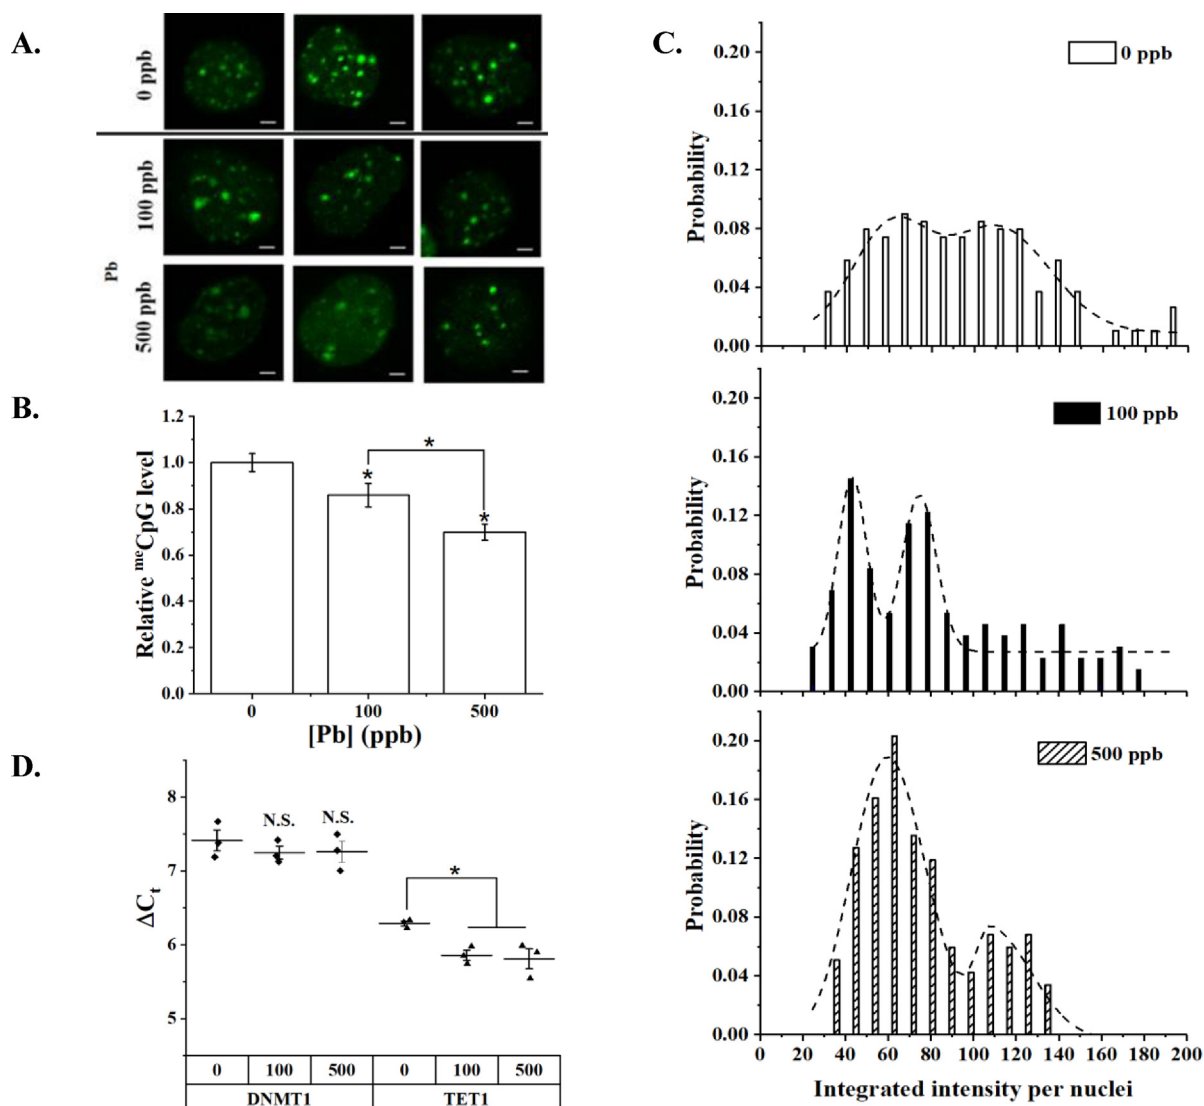 A.
0 ppb
100 ppb
500 ppb
Pb
B.
1.2
1.0
0.8
0.6
0.4
0.2
0.0
Relative meCpG level
*
*
*
0 100 500
[Pb] (ppb)
C.
0 ppb
0.20
0.16
0.12
0.08
0.04
0.00
Probability
100 ppb
0.20
0.16
0.12
0.08
0.04
0.00
Probability
500 ppb
0.20
0.16
0.12
0.08
0.04
0.00
Probability
0 20 40 60 80 100 120 140 160 180 200
Integrated intensity per nuclei
D.
8
7
6
5
ΔCt
N.S. N.S.
*
0 100 500 0 100 500
DNMT1 TET1